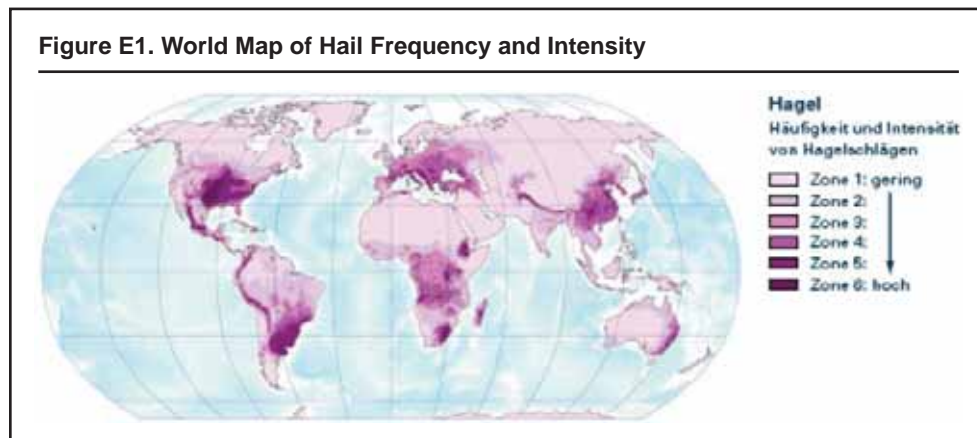 Figure E1. World Map of Hail Frequency and Intensity
Hagel
Häufigkeit und Intensität
von Hagelschlägen
Zone 1: gering
Zone 2:
Zone 3:
Zone 4:
Zone 5:
Zone 6: hoch